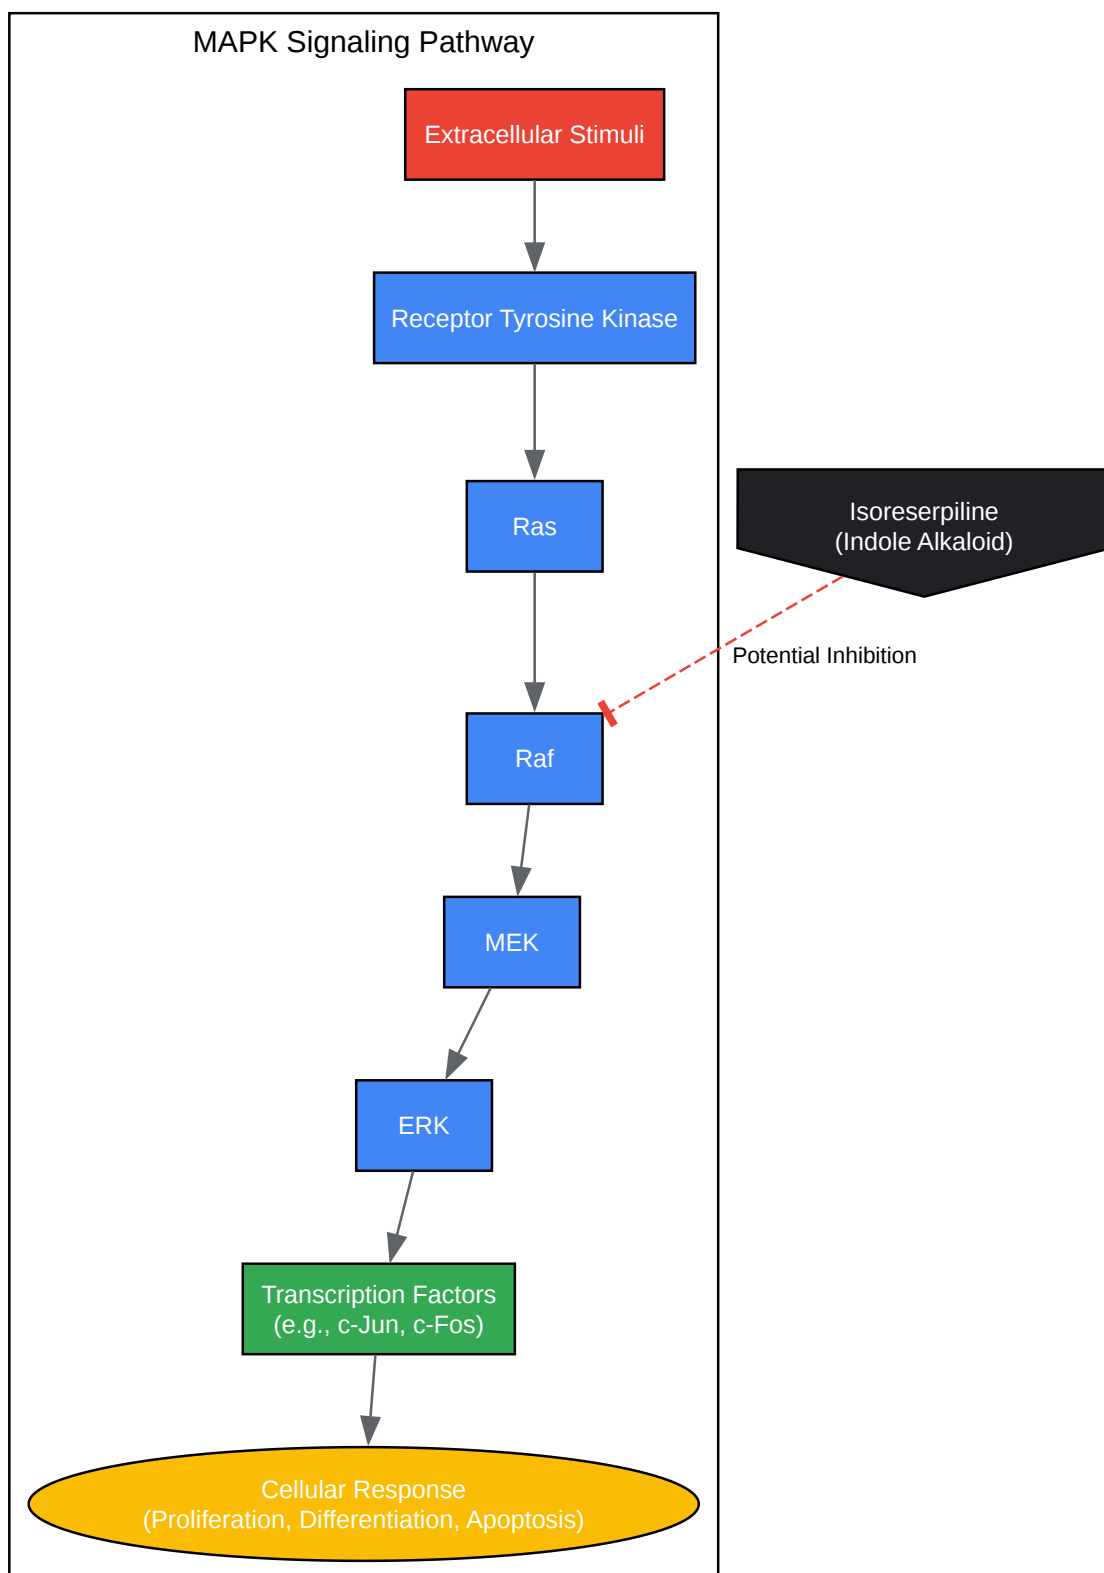 MAPK Signaling Pathway
Extracellular Stimuli
Receptor Tyrosine Kinase
Ras
Isoreserpiline
(Indole Alkaloid)
Potential Inhibition
Raf
MEK
ERK
Transcription Factors
(e.g., c-Jun, c-Fos)
Cellular Response
(Proliferation, Differentiation, Apoptosis)